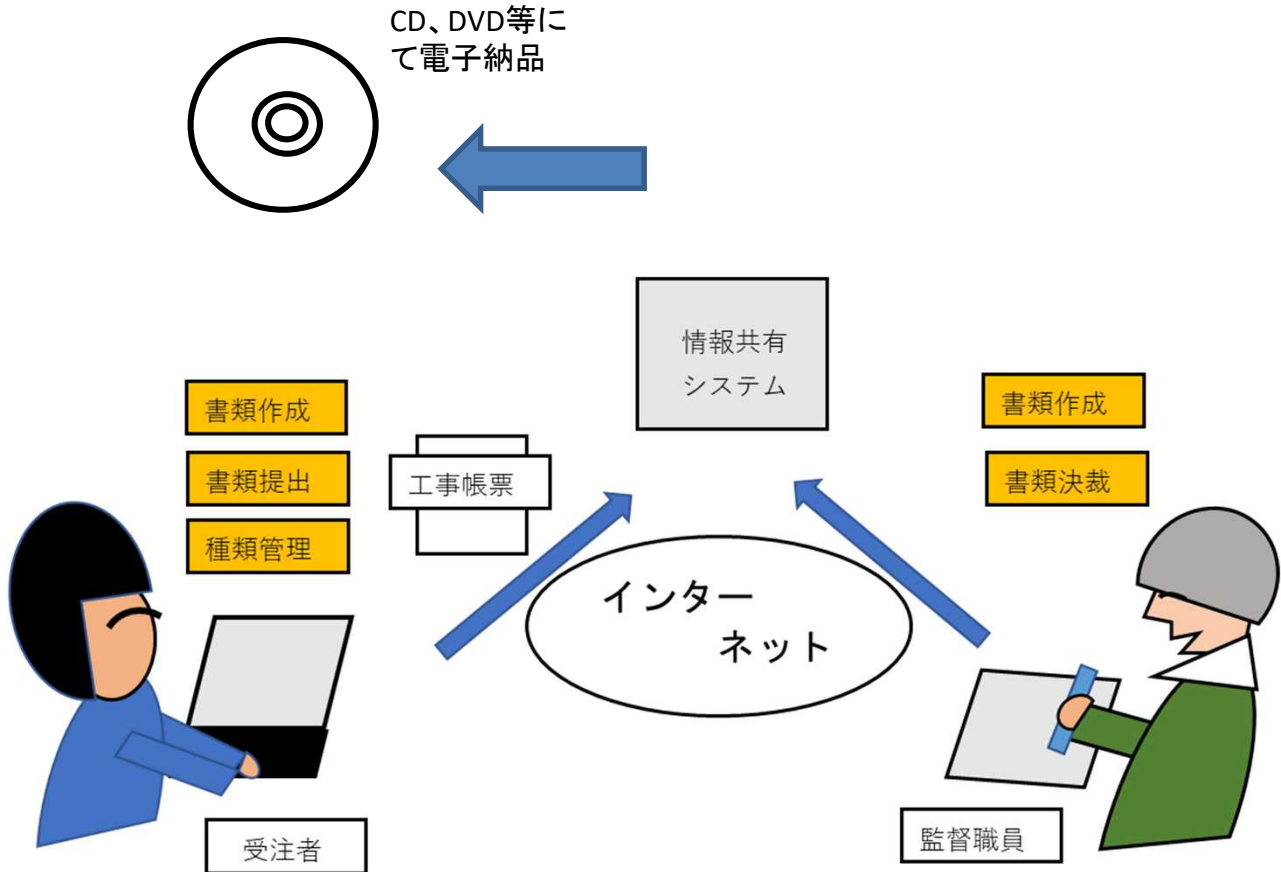 CD、DVD等に
て電子納品
情報共有
システム
書類作成
書類提出
種類管理
工事帳票
書類作成
書類決裁
インター
ネット
受注者
監督職員